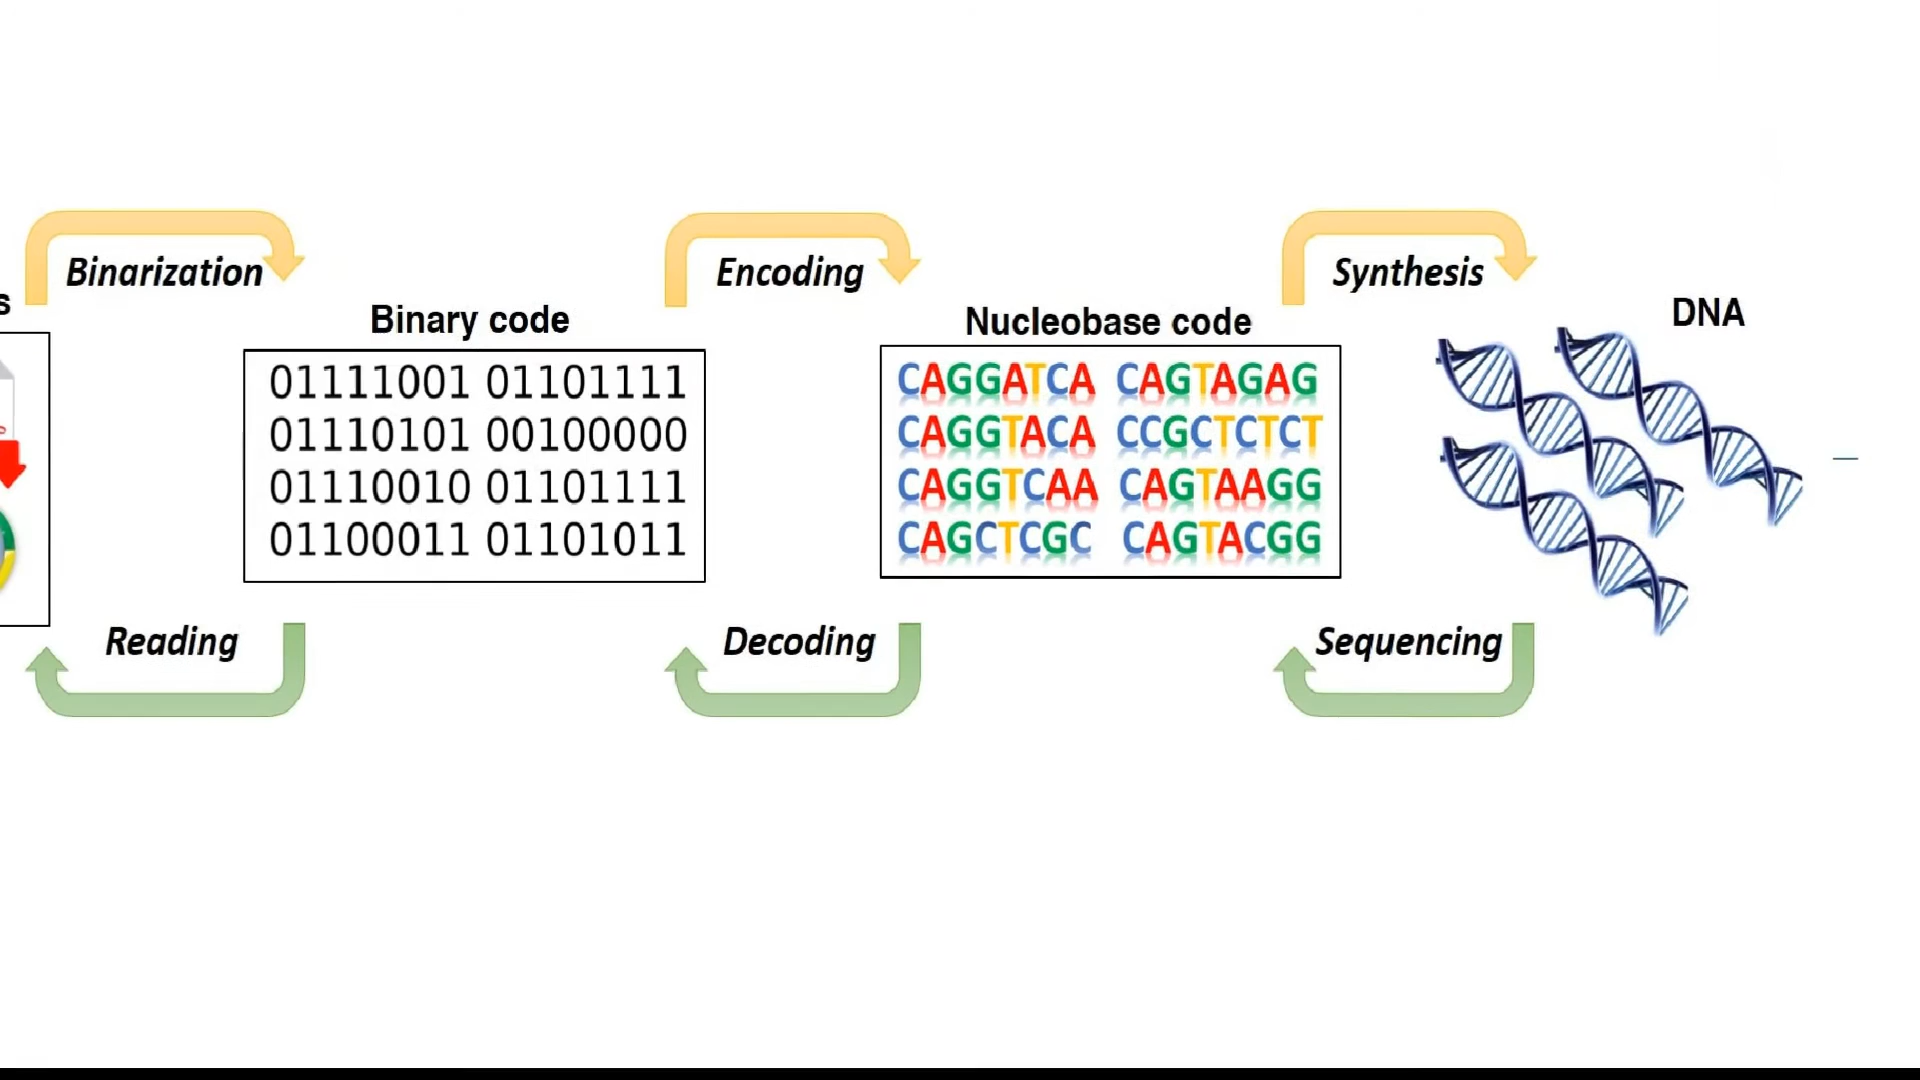 Binarization
Encoding
Synthesis
s
Binary code
Nucleobase code
DNA
01111001 01101111
01110101 00100000
01110010 01101111
01100011 01101011
CAGGATCA CAGTAGAG
CAGGTACA CCGCTCTCT
CAGGTCAA CAGTAAGG
CAGCTCGC CAGTACGG
Reading
Decoding
Sequencing